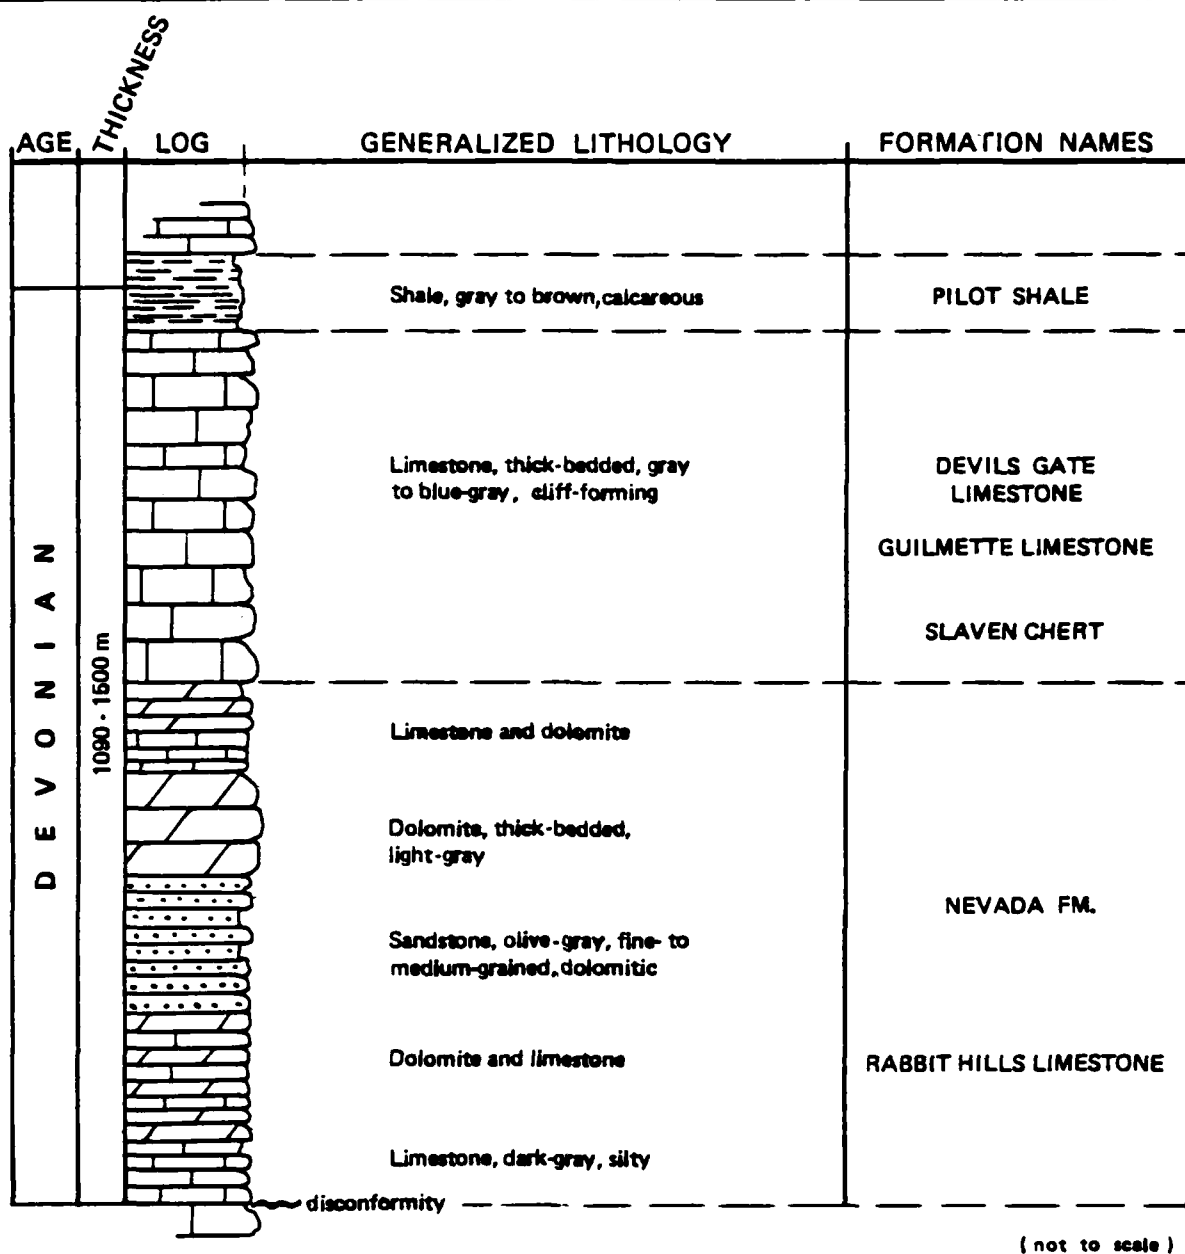 THICKNESS
AGE LOG GENERALIZED LITHOLOGY FORMATION NAMES
Shale, gray to brown, calcareous PILOT SHALE
Limestone, thick-bedded, gray
to blue-gray, cliff-forming
DEVILS GATE
LIMESTONE
GUILMETTE LIMESTONE
SLAVEN CHERT
DEVONIAN
1090 - 1500 m
Limestone and dolomite
Dolomite, thick-bedded,
light-gray
NEVADA FM.
Sandstone, olive-gray, fine- to
medium-grained, dolomitic
Dolomite and limestone RABBIT HILLS LIMESTONE
Limestone, dark-gray, silty
disconformity
( not to scale )